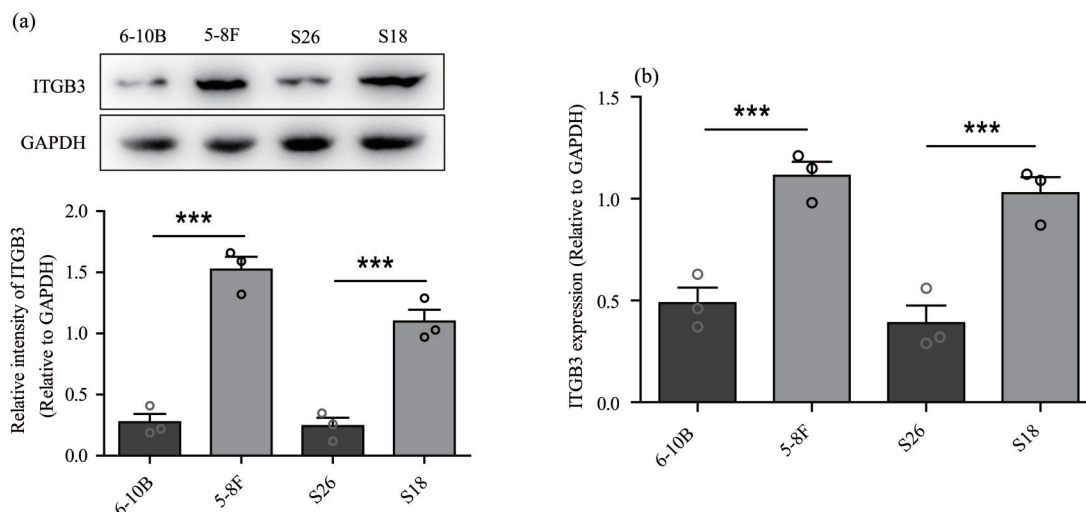 (a)
6-10B 5-8F S26 S18
ITGB3
GAPDH
Relative intensity of ITGB3
(Relative to GAPDH)
2.0
1.5
1.0
0.5
0.0
***
***
6-10B 5-8F S26 S18
(b)
ITGB3 expression (Relative to GAPDH)
1.5
1.0
0.5
0.0
***
***
6-10B 5-8F S26 S18